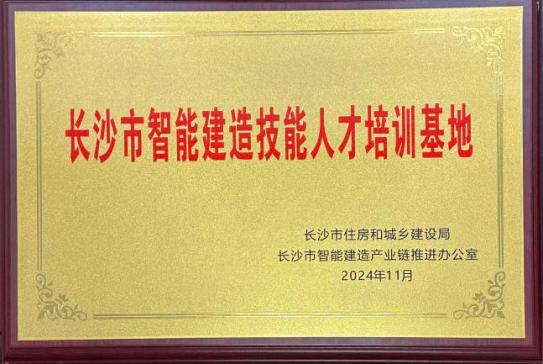 长沙市智能建造技能人才培训基地
长沙市住房和城乡建设局
长沙市智能建造产业链推进办公室
2024年11月